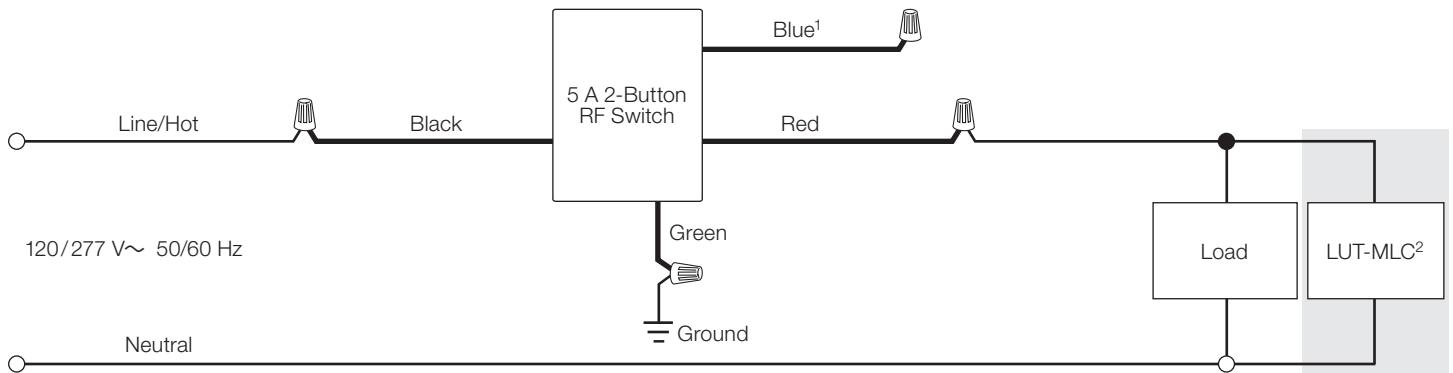 Blue¹
5 A 2-Button
RF Switch
Line/Hot
Black
Red
Green
120/277 V~ 50/60 Hz
Load
LUT-MLC²
Ground
Neutral